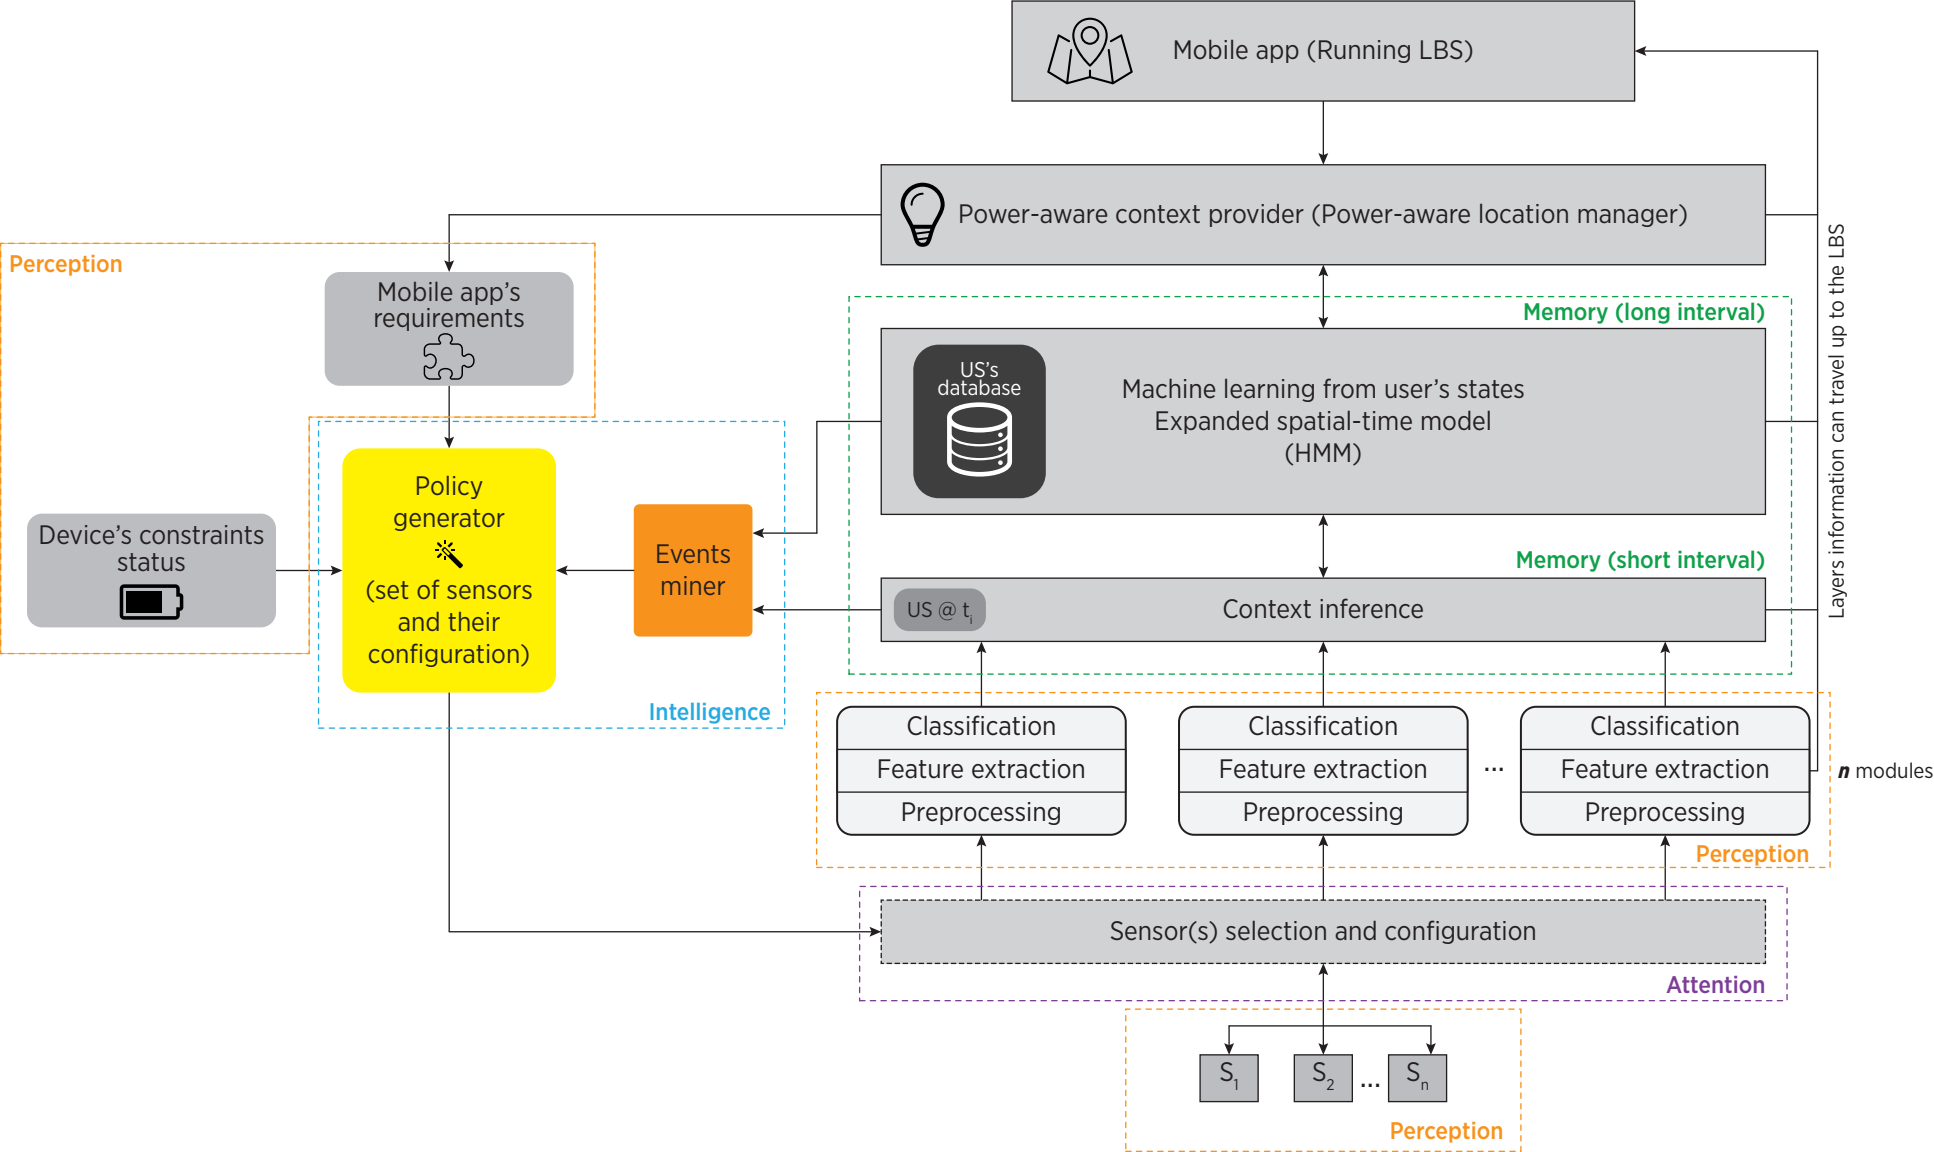 Mobile app (Running LBS)
Power-aware context provider (Power-aware location manager)
Layers information can travel up to the LBS
Perception
Mobile app’s
requirements
Memory (long interval)
US’s
database
Machine learning from user’s states
Expanded spatial-time model
(HMM)
Policy
generator
(set of sensors
and their
configuration)
Device’s constraints
status
Events
miner
Intelligence
Memory (short interval)
US @ ti
Context inference
Classification
Feature extraction
Preprocessing
Classification
Feature extraction
Preprocessing
...
Classification
Feature extraction
Preprocessing
n modules
Perception
Sensor(s) selection and configuration
Attention
S1
S2
...
Sn
Perception